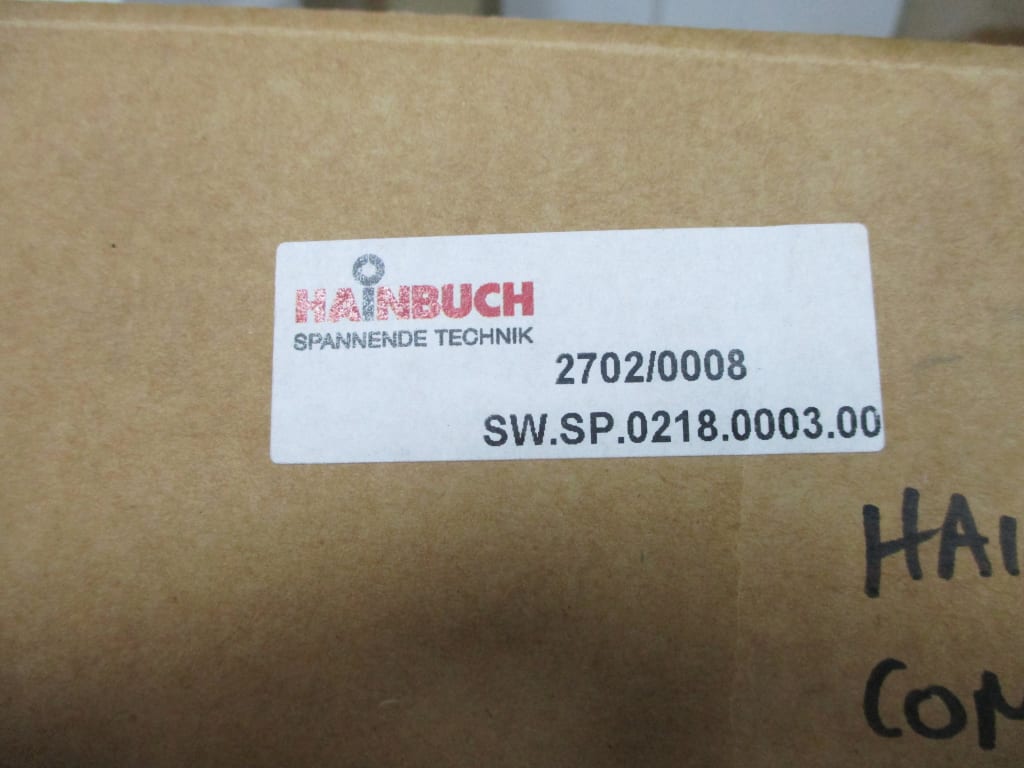 HAINBUCH
SPANNENDE TECHNIK
2702/0008
SW.SP.0218.0003.00
HAI
COM